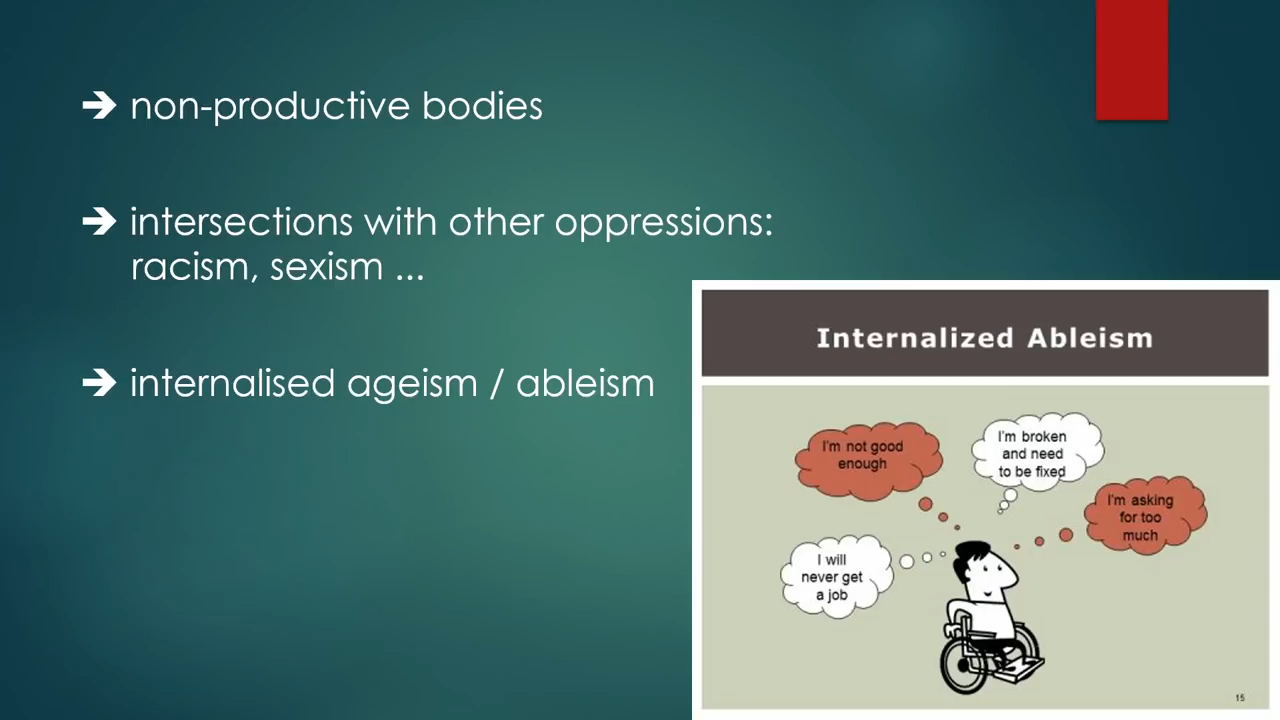 🡺 non-productive bodies
🡺 intersections with other oppressions:
racism, sexism ...
🡺 internalised ageism / ableism
Internalized Ableism
I'm not good
enough
I'm broken
and need
to be fixed
I'm asking
for too
much
I will
never get
a job
15